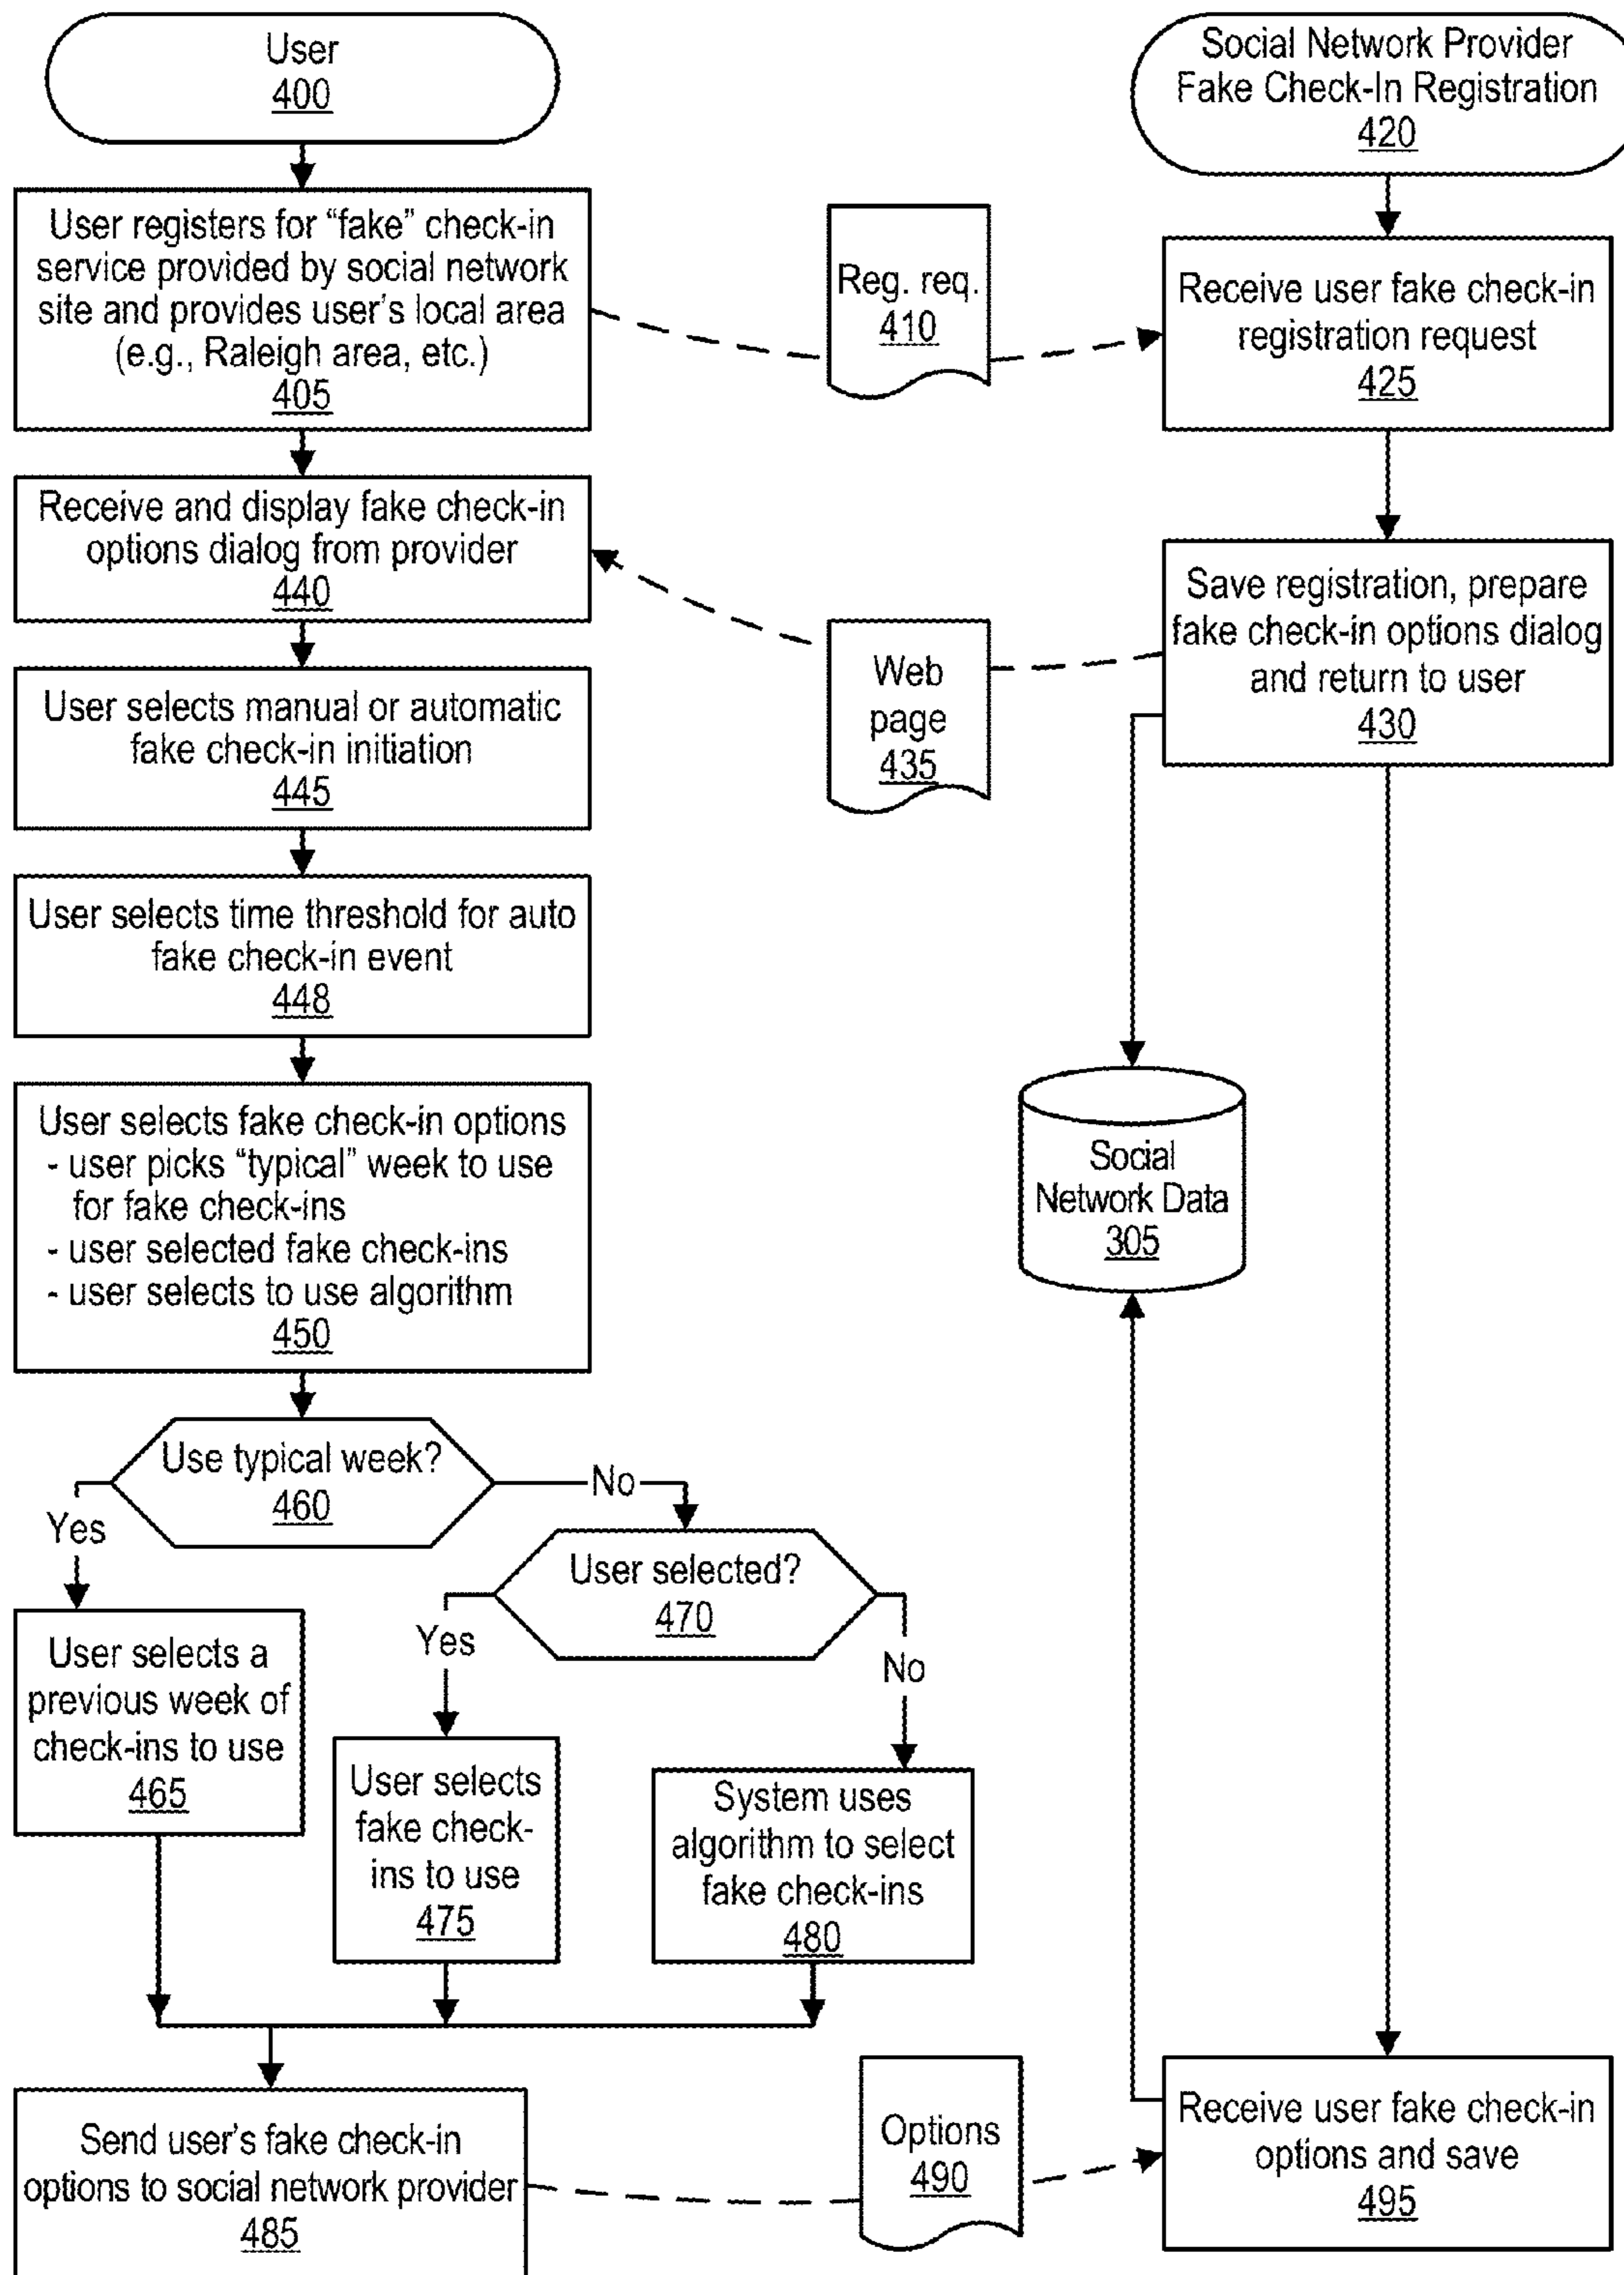 User
400
Social Network Provider
Fake Check-In Registration
420
User registers for “fake” check-in
service provided by social network
site and provides user’s local area
(e.g., Raleigh area, etc.)
405
Reg. req.
410
Receive user fake check-in
registration request
425
Receive and display fake check-in
options dialog from provider
440
Save registration, prepare
fake check-in options dialog
and return to user
430
Web
page
435
User selects manual or automatic
fake check-in initiation
445
User selects time threshold for auto
fake check-in event
448
User selects fake check-in options
- user picks “typical” week to use
for fake check-ins
- user selected fake check-ins
- user selects to use algorithm
450
Social
Network Data
305
Use typical week?
460
No
Yes
User selected?
470
Yes
No
User selects a
previous week of
check-ins to use
465
User selects
fake check-
ins to use
475
System uses
algorithm to select
fake check-ins
480
Send user’s fake check-in
options to social network provider
485
Options
490
Receive user fake check-in
options and save
495